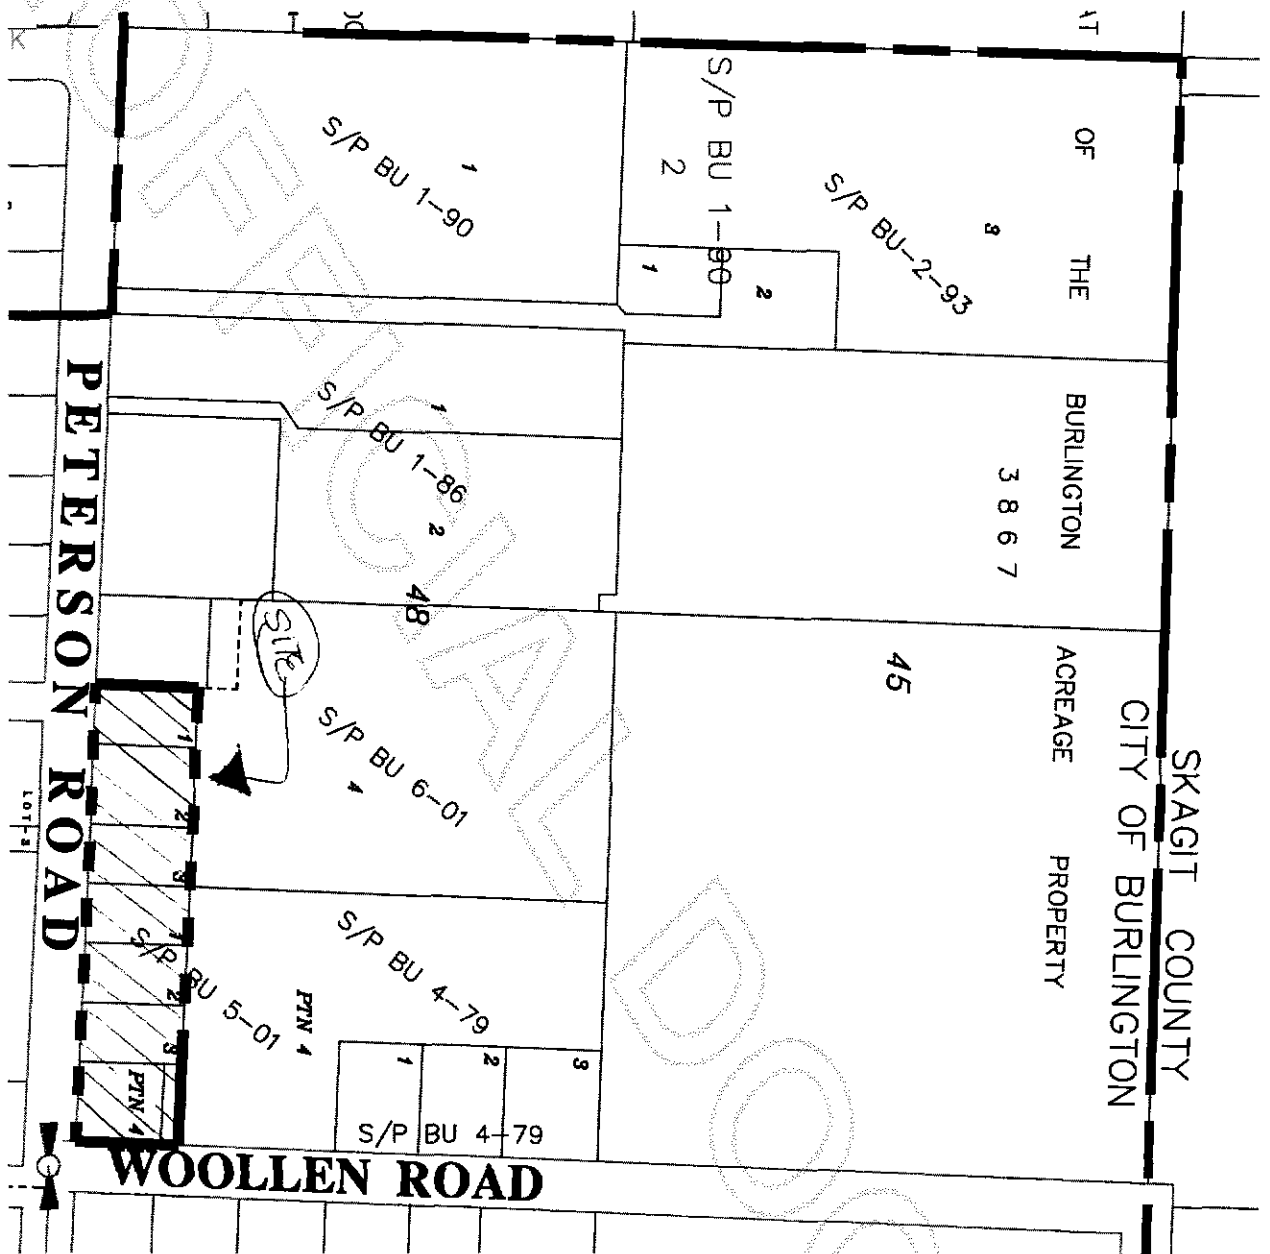 S/P BU 1-90
1
S/P BU 1-90
2
S/P BU-2-93
3
1
2
OF THE BURLINGTON ACREAGE PROPERTY
3867
SKAGIT COUNTY
CITY OF BURLINGTON
45
S/P BU 1-86
1
2
48
SITE
S/P BU 6-01
4
1
2
3
S/P BU 5-01
1
2
3
PTN 4
PTN 4
S/P BU 4-79
1
2
3
S/P BU 4-79
PETERSON ROAD
WOOLLEN ROAD
K
AT
OFFICIAL DOC